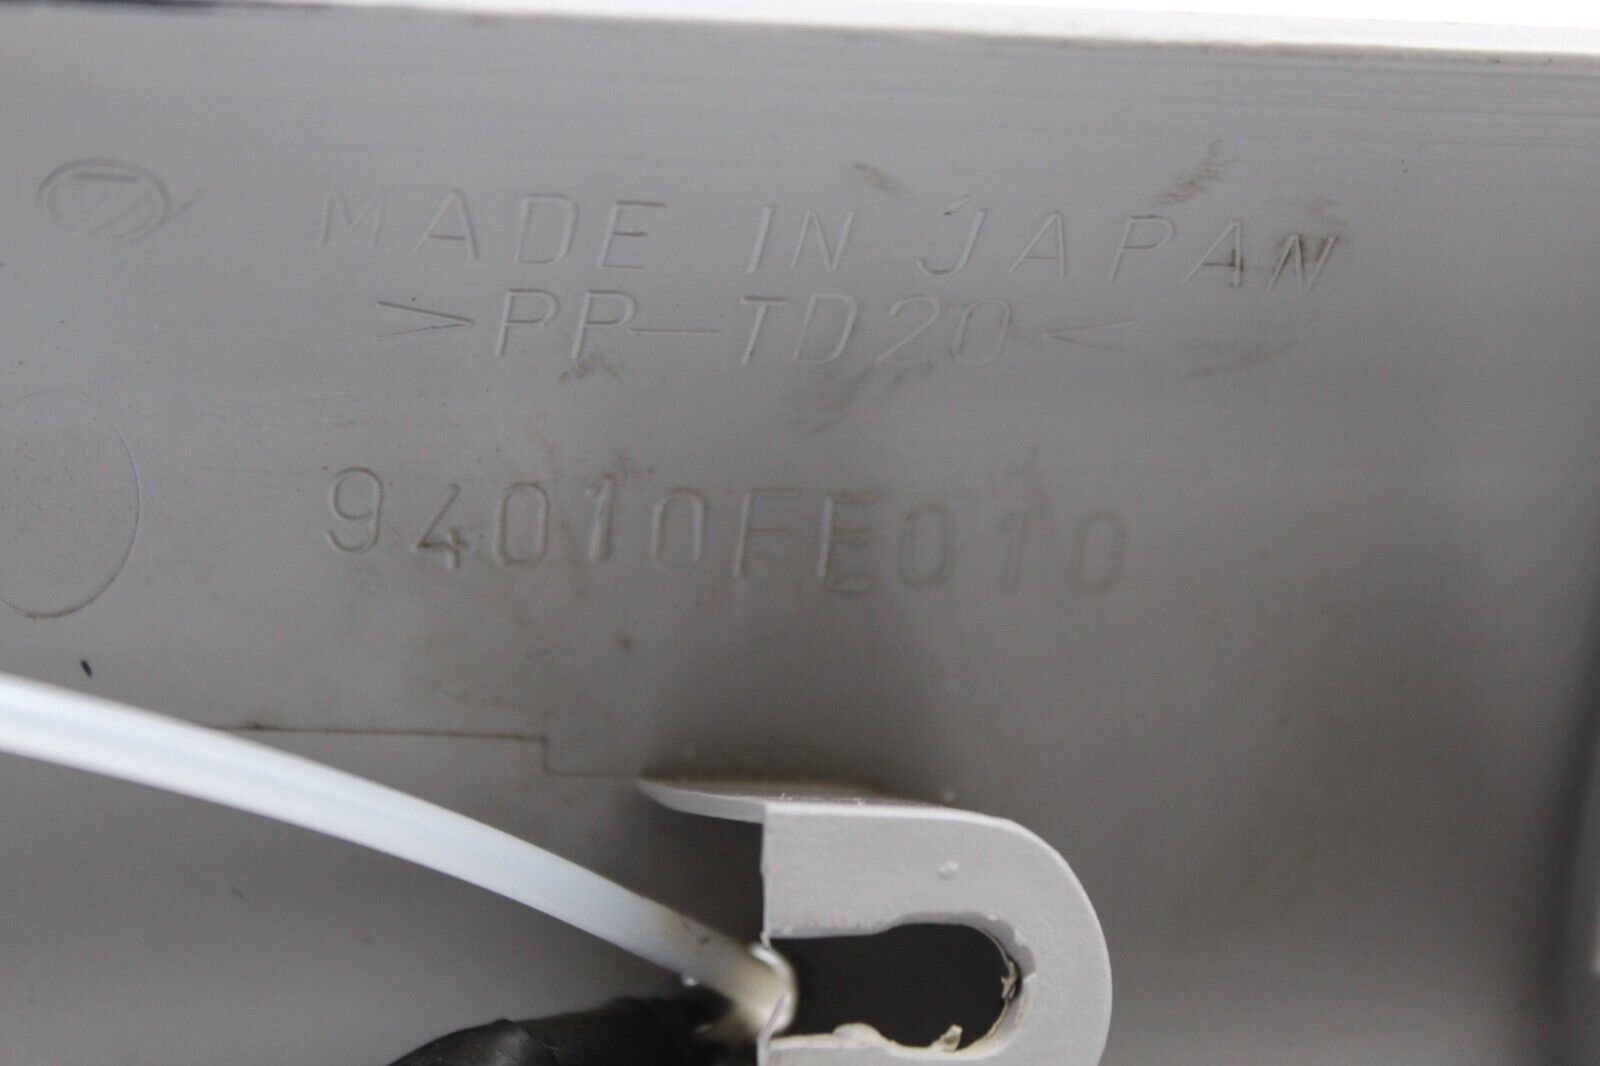 MADE IN JAPAN
>PP-TD20<
94010FE010